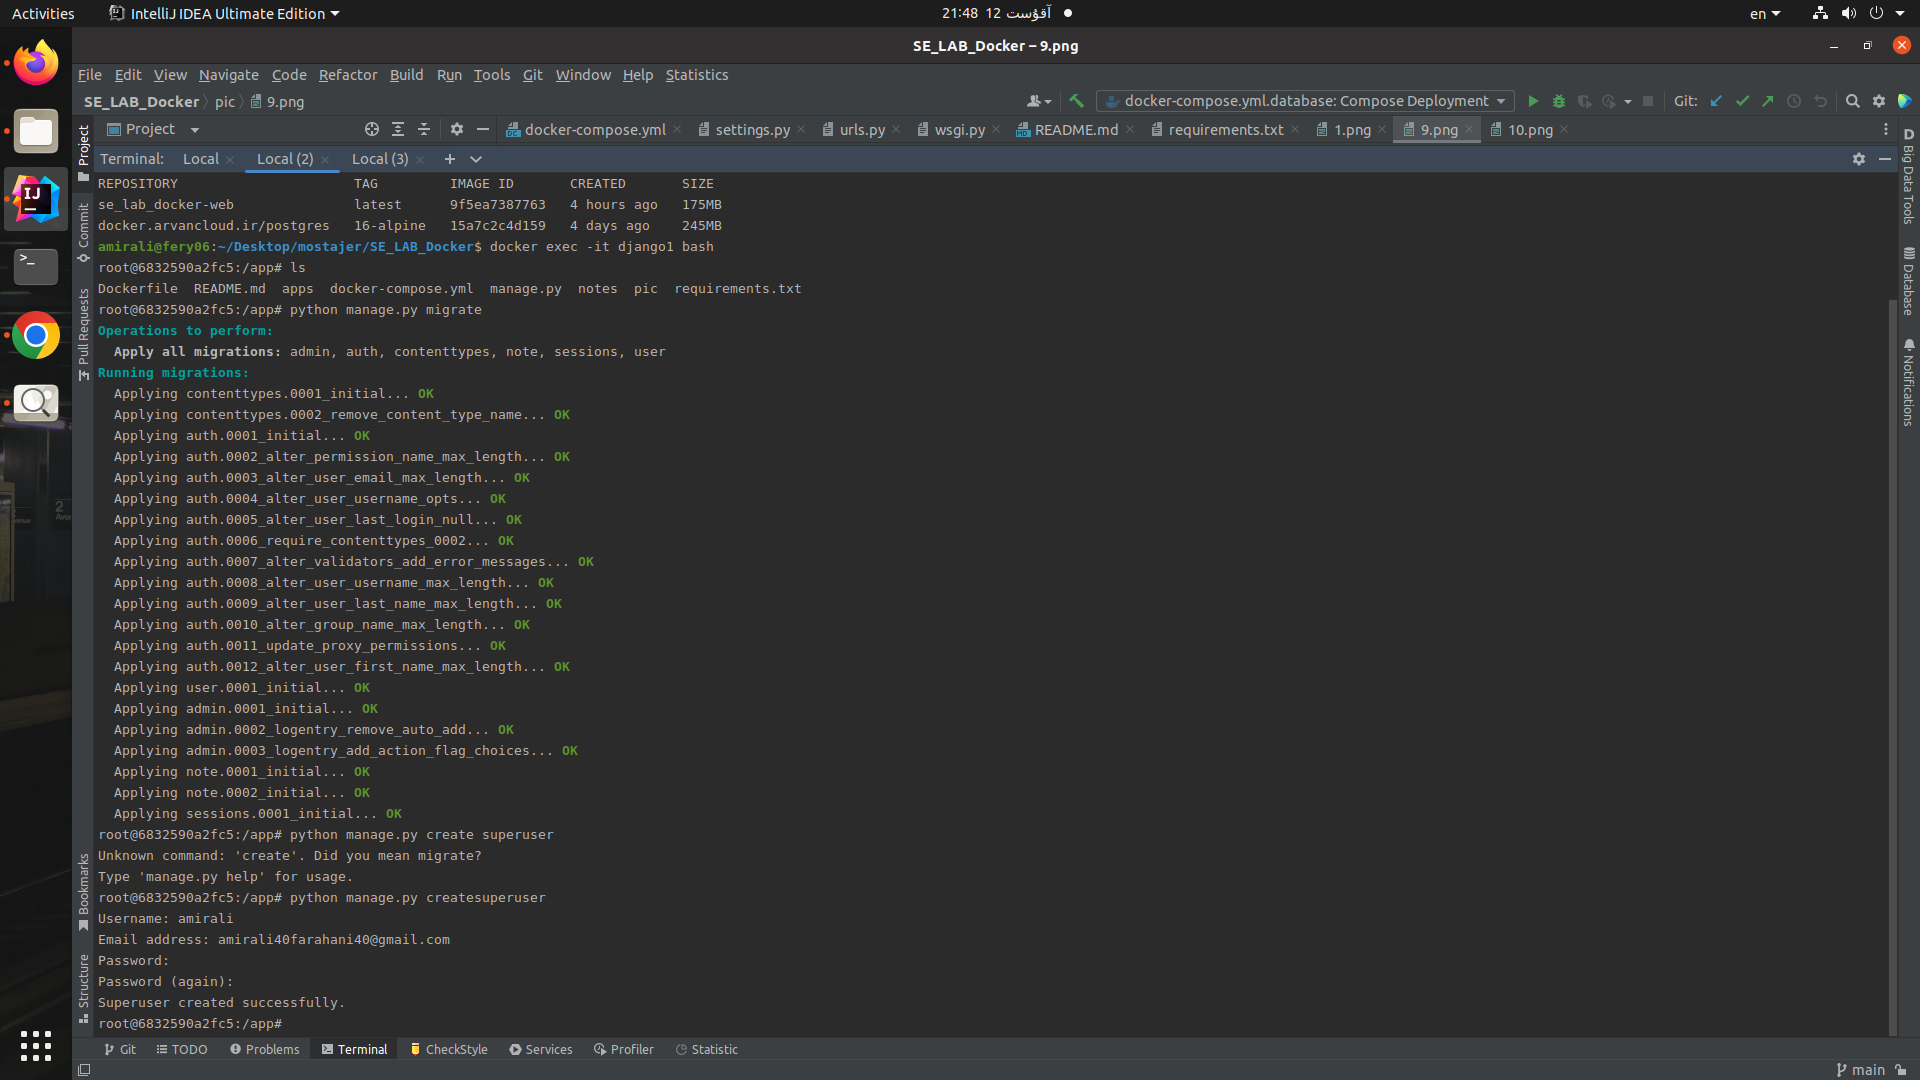 Activities
IntelliJ IDEA Ultimate Edition
21:48 12 آقۇست
en
SE_LAB_Docker – 9.png
File Edit View Navigate Code Refactor Build Run Tools Git Window Help Statistics
SE_LAB_Docker pic 9.png
docker-compose.yml.database: Compose Deployment
Git:
Project
docker-compose.yml settings.py urls.py wsgi.py README.md requirements.txt 1.png 9.png 10.png
Terminal: Local Local (2) Local (3)
REPOSITORY TAG IMAGE ID CREATED SIZE
se_lab_docker-web latest 9f5ea7387763 4 hours ago 175MB
docker.arvancloud.ir/postgres 16-alpine 15a7c2c4d159 4 days ago 245MB
amirali@fery06:~/Desktop/mostajer/SE_LAB_Docker$ docker exec -it django1 bash
root@6832590a2fc5:/app# ls
Dockerfile README.md apps docker-compose.yml manage.py notes pic requirements.txt
root@6832590a2fc5:/app# python manage.py migrate
Operations to perform:
Apply all migrations: admin, auth, contenttypes, note, sessions, user
Running migrations:
Applying contenttypes.0001_initial... OK
Applying contenttypes.0002_remove_content_type_name... OK
Applying auth.0001_initial... OK
Applying auth.0002_alter_permission_name_max_length... OK
Applying auth.0003_alter_user_email_max_length... OK
Applying auth.0004_alter_user_username_opts... OK
Applying auth.0005_alter_user_last_login_null... OK
Applying auth.0006_require_contenttypes_0002... OK
Applying auth.0007_alter_validators_add_error_messages... OK
Applying auth.0008_alter_user_username_max_length... OK
Applying auth.0009_alter_user_last_name_max_length... OK
Applying auth.0010_alter_group_name_max_length... OK
Applying auth.0011_update_proxy_permissions... OK
Applying auth.0012_alter_user_first_name_max_length... OK
Applying user.0001_initial... OK
Applying admin.0001_initial... OK
Applying admin.0002_logentry_remove_auto_add... OK
Applying admin.0003_logentry_add_action_flag_choices... OK
Applying note.0001_initial... OK
Applying note.0002_initial... OK
Applying sessions.0001_initial... OK
root@6832590a2fc5:/app# python manage.py create superuser
Unknown command: 'create'. Did you mean migrate?
Type 'manage.py help' for usage.
root@6832590a2fc5:/app# python manage.py createsuperuser
Username: amirali
Email address: amirali40farahani40@gmail.com
Password:
Password (again):
Superuser created successfully.
root@6832590a2fc5:/app#
Project
Commit
Pull Requests
Bookmarks
Structure
Big Data Tools
Database
Notifications
Git TODO Problems Terminal CheckStyle Services Profiler Statistic
main